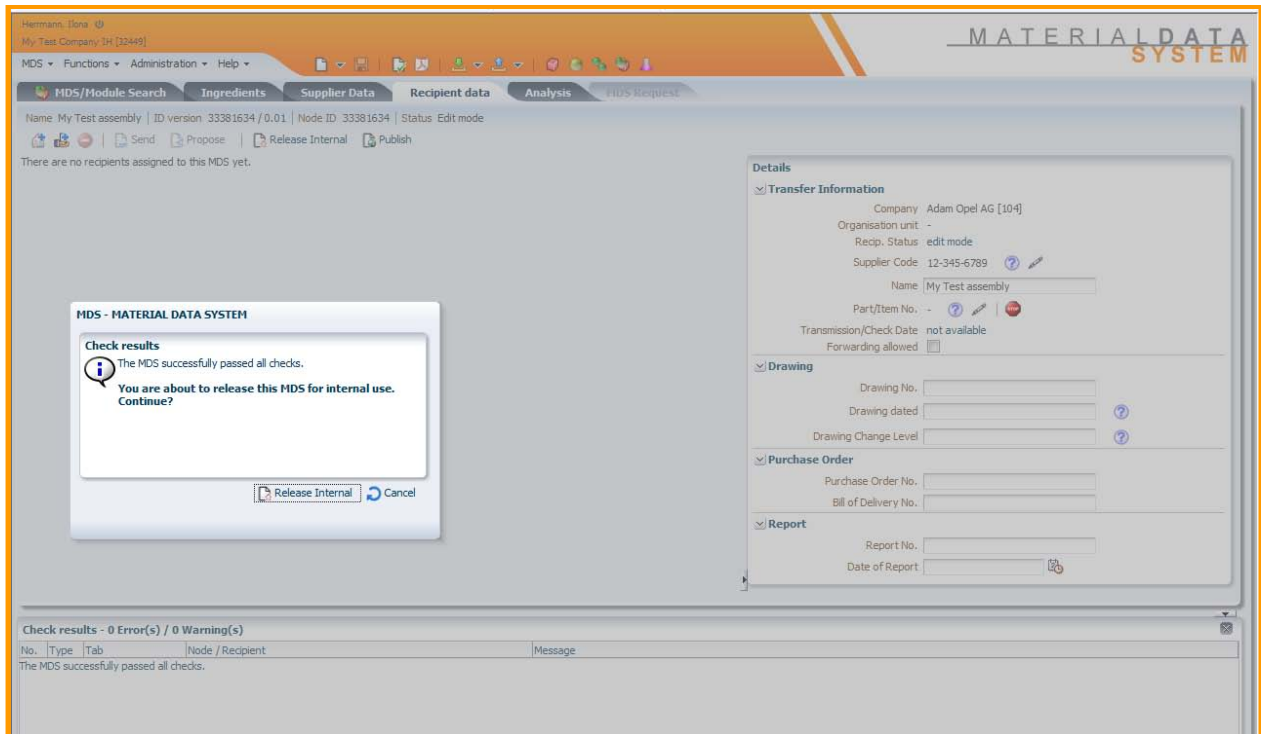 Herrmann, Ilona
My Test Company IH [32449]
MATERIAL DATA
SYSTEM
MDS Functions Administration Help
MDS/Module Search Ingredients Supplier Data Recipient data Analysis MDS Request
Name My Test assembly | ID version 33381634 / 0.01 | Node ID 33381634 | Status Edit mode
Send Propose | Release Internal Publish
There are no recipients assigned to this MDS yet.
Details
Transfer Information
Company Adam Opel AG [104]
Organisation unit -
Recip. Status edit mode
Supplier Code 12-345-6789
Name My Test assembly
Part/Item No. -
Transmission/Check Date not available
Forwarding allowed
Drawing
Drawing No.
Drawing dated
Drawing Change Level
Purchase Order
Purchase Order No.
Bill of Delivery No.
Report
Report No.
Date of Report
MDS - MATERIAL DATA SYSTEM
Check results
The MDS successfully passed all checks.
You are about to release this MDS for internal use.
Continue?
Release Internal Cancel
Check results - 0 Error(s) / 0 Warning(s)
No. Type Tab Node / Recipient Message
The MDS successfully passed all checks.